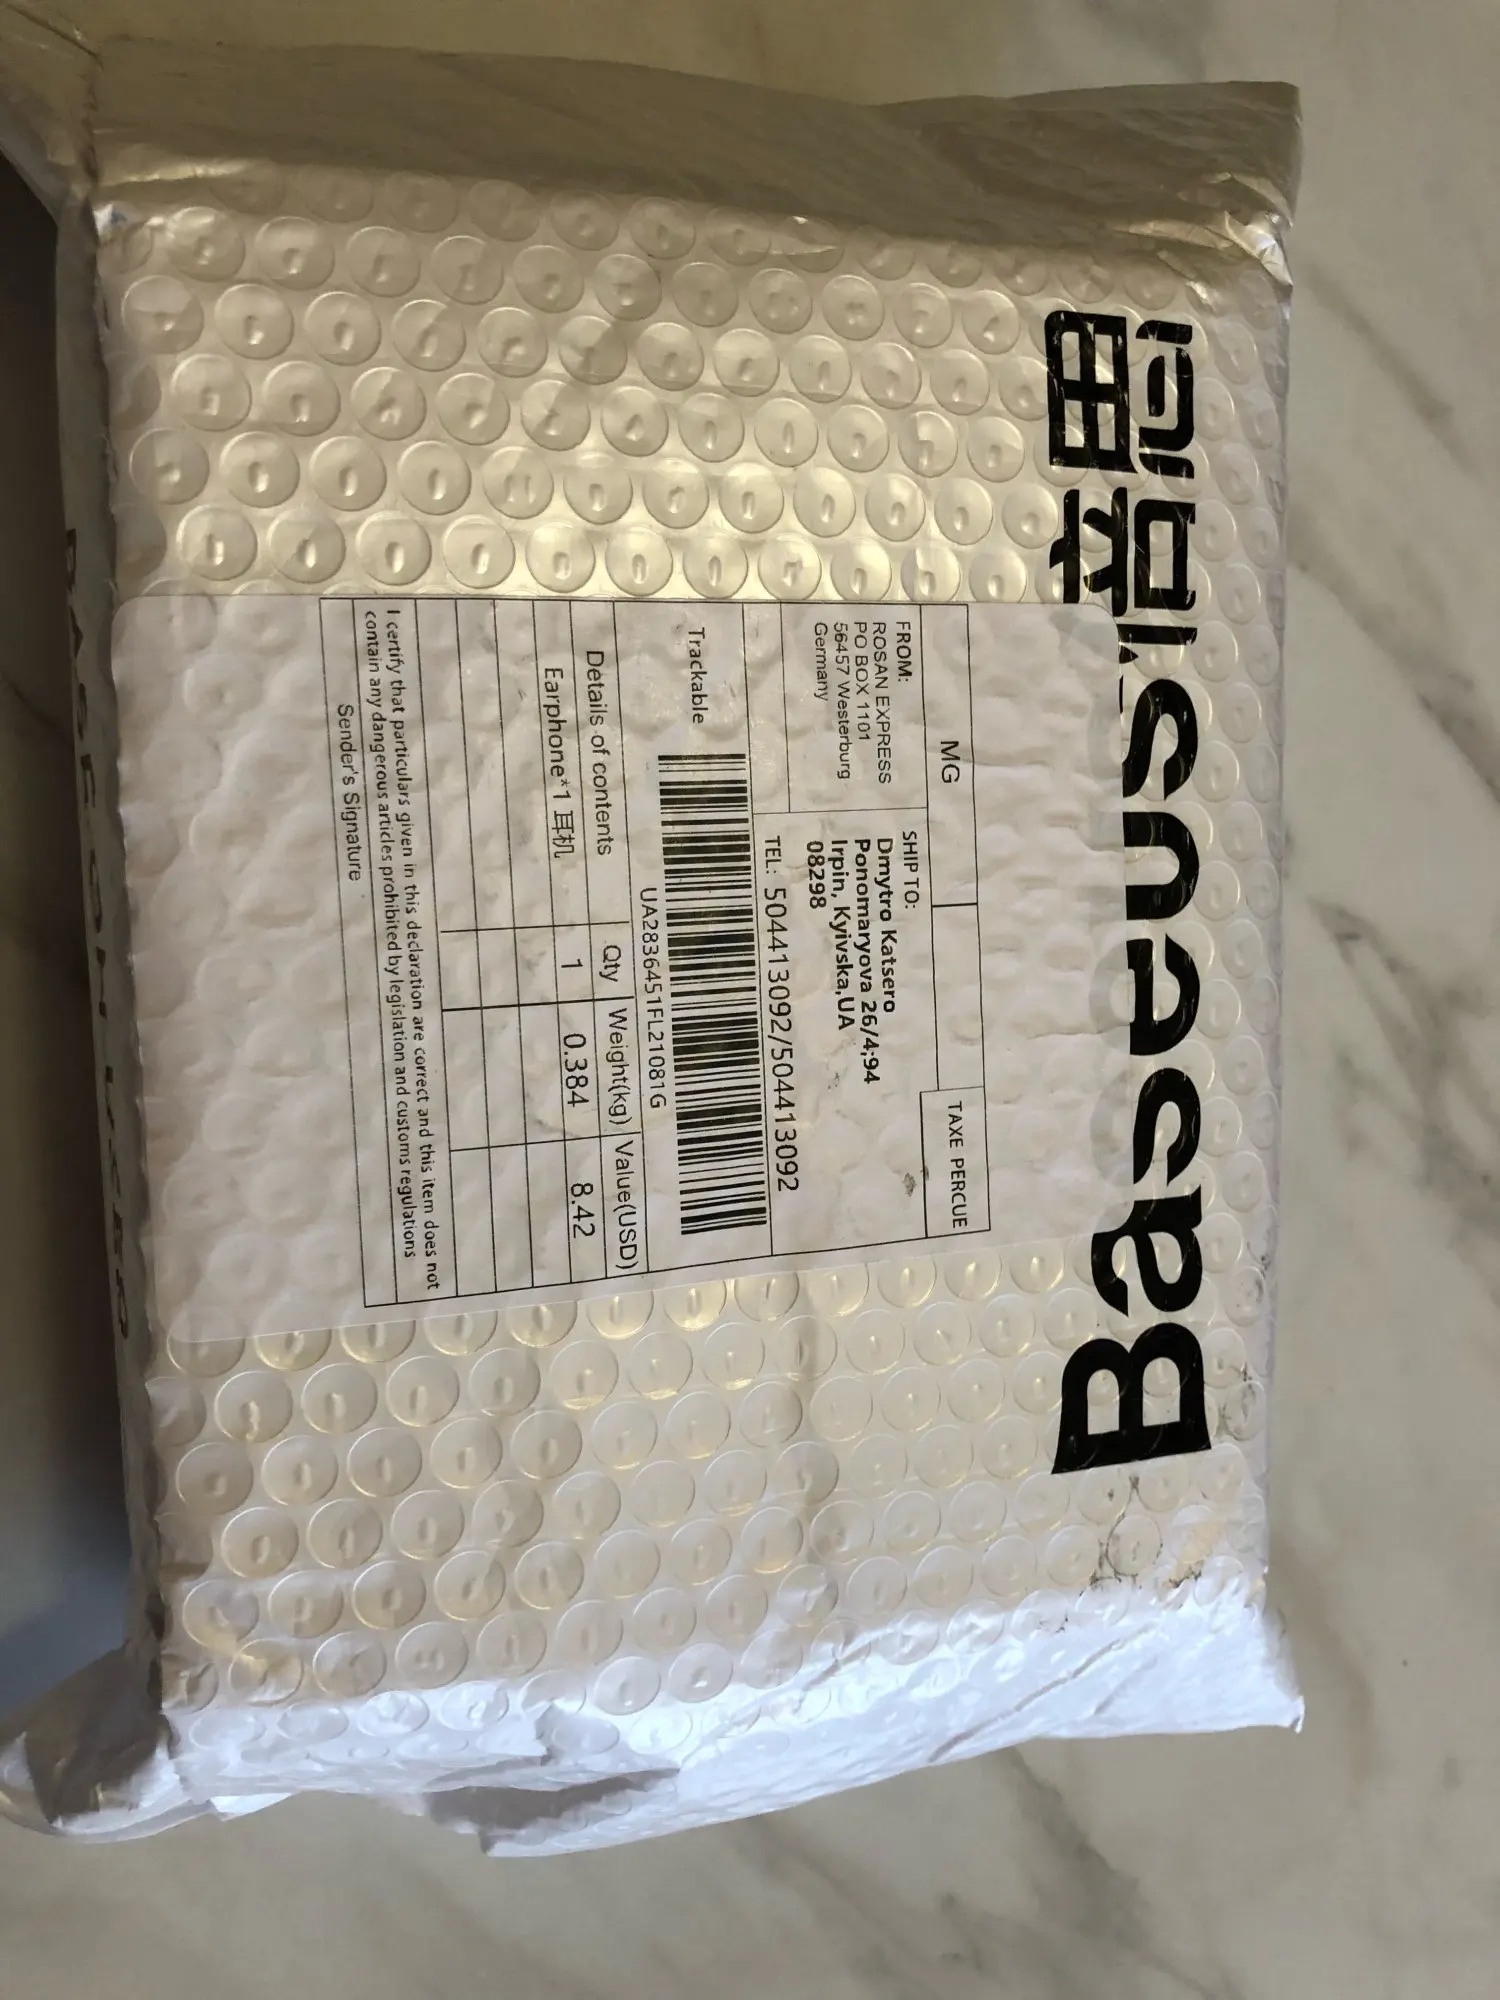 Baseus倍思
MG
TAXE PERCUE
FROM:
ROSAN EXPRESS
PO BOX 1101
56457 Westerburg
Germany
SHIP TO:
Dmytro Katsero
Ponomaryova 26/4;94
Irpin, Kyivska,UA
08298
TEL: 504413092/504413092
Trackable
UA2836451FL21081G
Details of contents Qty Weight(kg) Value(USD)
Earphone*1 耳机 1 0.384 8.42
I certify that particulars given in this declaration are correct and this item does not
contain any dangerous articles prohibited by legislation and customs regulations
Sender's Signature